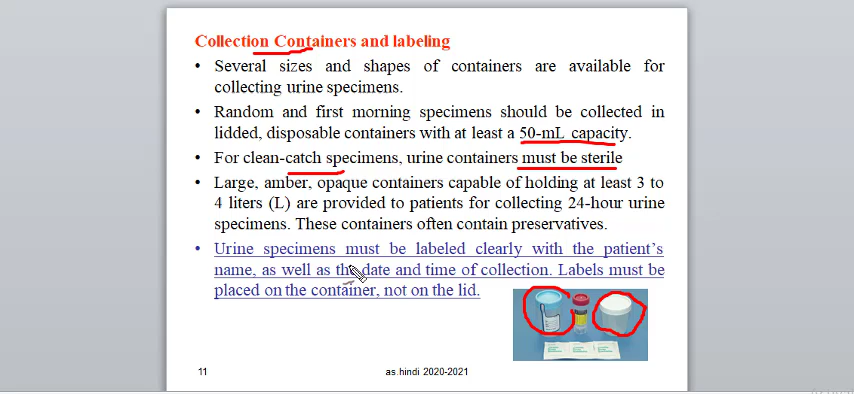 Collection Containers and labeling
• Several sizes and shapes of containers are available for
collecting urine specimens.
• Random and first morning specimens should be collected in
lidded, disposable containers with at least a 50-mL capacity.
• For clean-catch specimens, urine containers must be sterile
• Large, amber, opaque containers capable of holding at least 3 to
4 liters (L) are provided to patients for collecting 24-hour urine
specimens. These containers often contain preservatives.
• Urine specimens must be labeled clearly with the patient's
name, as well as the date and time of collection. Labels must be
placed on the container, not on the lid.
11
as.hindi 2020-2021